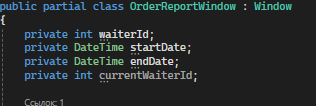 public partial class OrderReportWindow : Window
{
private int waiterId;
private DateTime startDate;
private DateTime endDate;
private int currentWaiterId;
Ссылок: 1